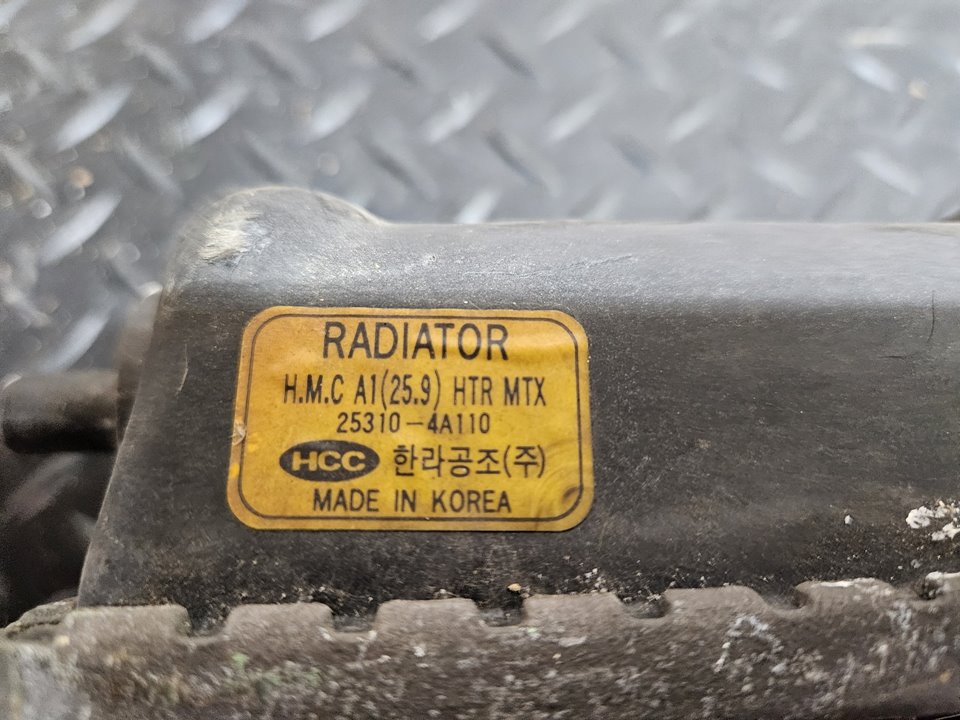 RADIATOR
H.M.C A1(25.9) HTR MTX
25310-4A110
HCC 한라공조(주)
MADE IN KOREA